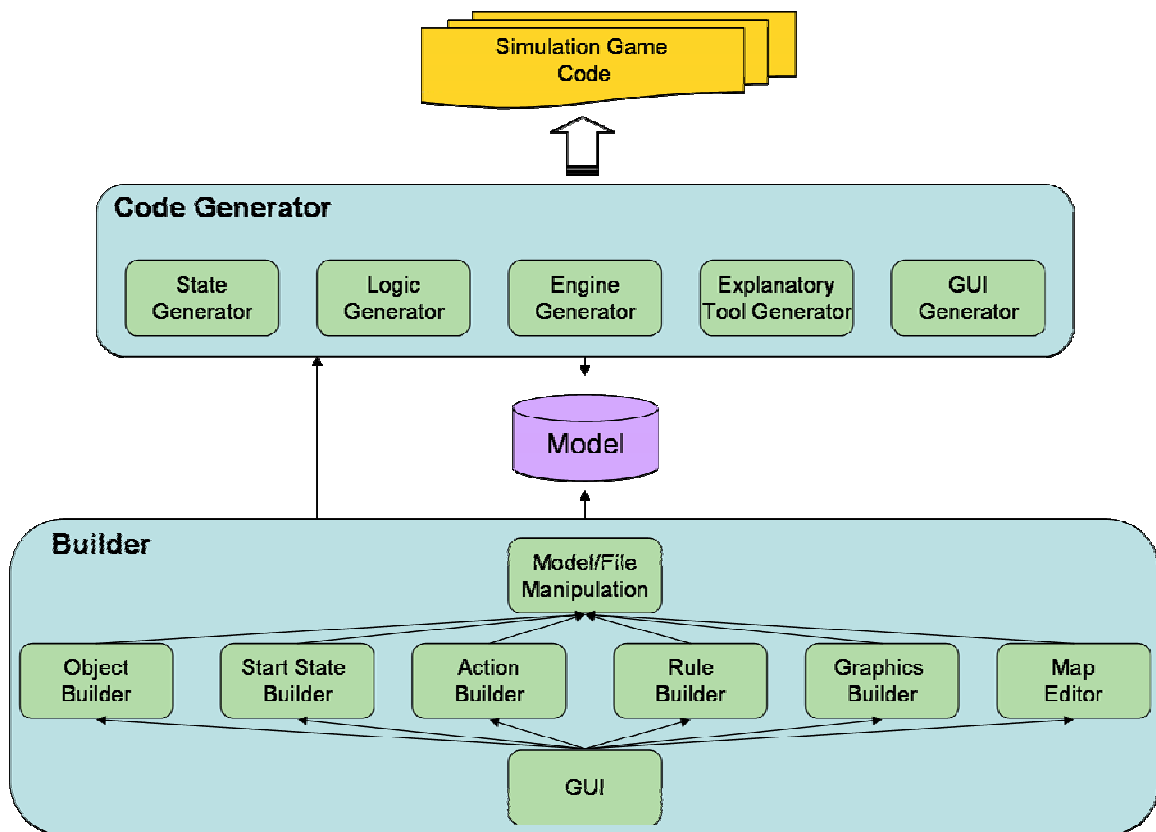 Simulation Game
Code
Code Generator
State
Generator
Logic
Generator
Engine
Generator
Explanatory
Tool Generator
GUI
Generator
Model
Builder
Model/File
Manipulation
Object
Builder
Start State
Builder
Action
Builder
Rule
Builder
Graphics
Builder
Map
Editor
GUI